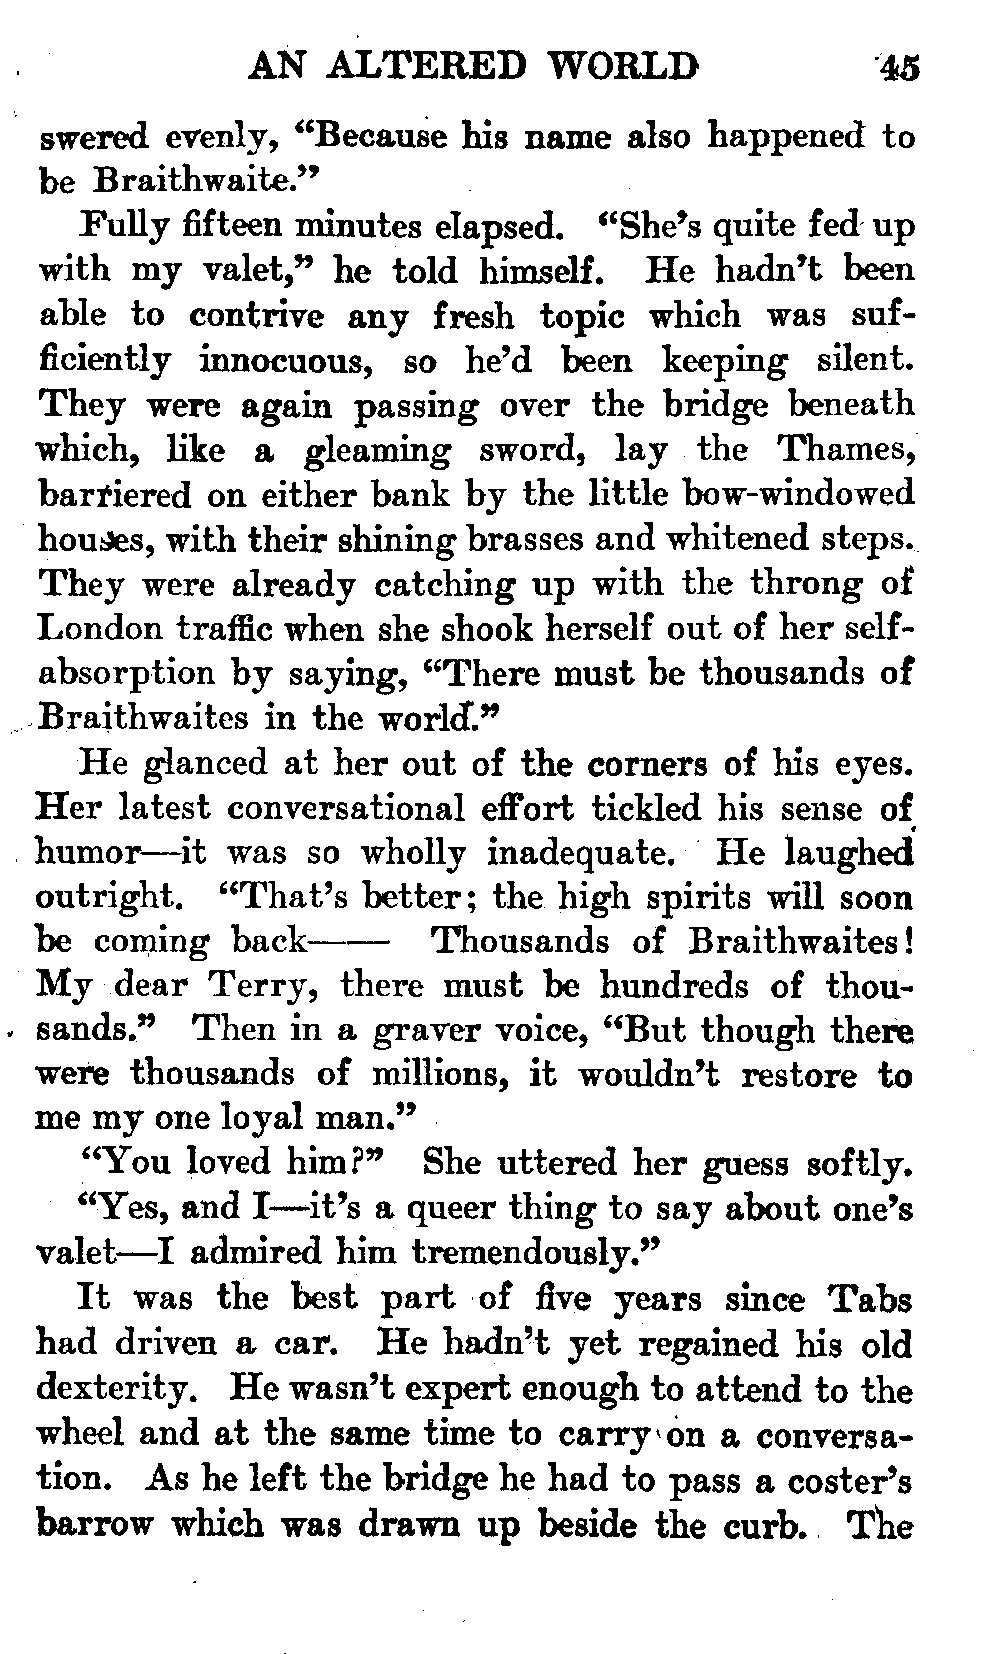 AN ALTERED WORLD 45
swered evenly, “Because his name also happened to
be Braithwaite.”
Fully fifteen minutes elapsed. “She’s quite fed up
with my valet,” he told himself. He hadn’t been
able to contrive any fresh topic which was suf-
ficiently innocuous, so he’d been keeping silent.
They were again passing over the bridge beneath
which, like a gleaming sword, lay the Thames,
barriered on either bank by the little bow-windowed
houses, with their shining brasses and whitened steps.
They were already catching up with the throng of
London traffic when she shook herself out of her self-
absorption by saying, “There must be thousands of
Braithwaites in the world.”
He glanced at her out of the corners of his eyes.
Her latest conversational effort tickled his sense of
humor—it was so wholly inadequate. He laughed
outright. “That’s better; the high spirits will soon
be coming back—— Thousands of Braithwaites!
My dear Terry, there must be hundreds of thou-
sands.” Then in a graver voice, “But though there
were thousands of millions, it wouldn’t restore to
me my one loyal man.”
“You loved him?” She uttered her guess softly.
“Yes, and I—it’s a queer thing to say about one’s
valet—I admired him tremendously.”
It was the best part of five years since Tabs
had driven a car. He hadn’t yet regained his old
dexterity. He wasn’t expert enough to attend to the
wheel and at the same time to carry on a conversa-
tion. As he left the bridge he had to pass a coster’s
barrow which was drawn up beside the curb. The